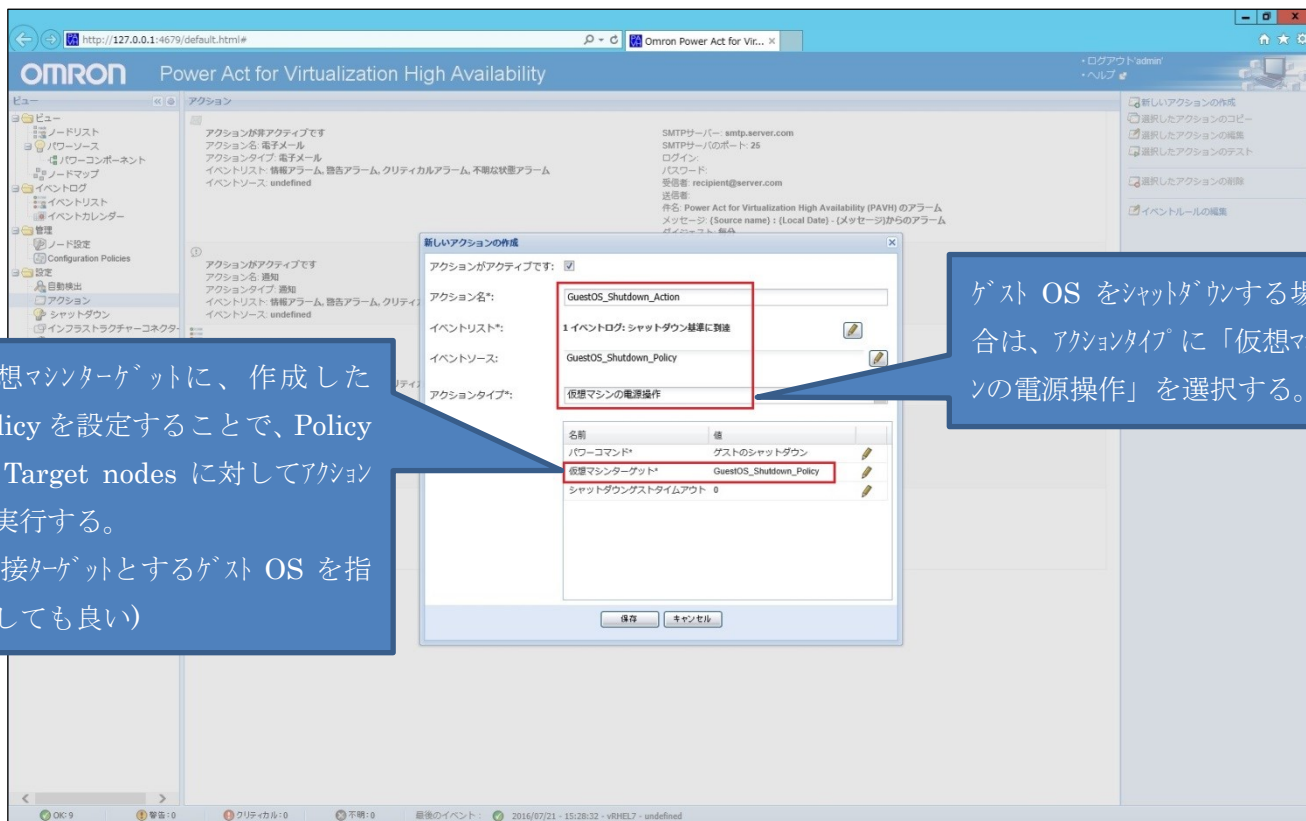 http://127.0.0.1:4679/default.html#
Omron Power Act for Vir... ×
OMRON Power Act for Virtualization High Availability
・ログアウト'admin'
・ヘルプ
ビュー
ビュー
ノードリスト
パワーソース
パワーコンポーネント
ノードマップ
イベントログ
イベントリスト
イベントカレンダー
管理
ノード設定
Configuration Policies
設定
自動検出
アクション
シャットダウン
インフラストラクチャーコネクター
アクション
アクションが非アクティブです
アクション名: 電子メール
アクションタイプ: 電子メール
イベントリスト: 情報アラーム, 警告アラーム, クリティカルアラーム, 不明な状態アラーム
イベントソース: undefined
SMTPサーバー: smtp.server.com
SMTPサーバのポート: 25
ログイン:
パスワード:
受信者: recipient@server.com
送信者:
件名: Power Act for Virtualization High Availability (PAVH) のアラーム
メッセージ: {Source name} : {Local Date} - {メッセージ}からのアラーム
ダイジェスト: 毎分
アクションがアクティブです
アクション名: 通知
アクションタイプ: 通知
イベントリスト: 情報アラーム, 警告アラーム, クリティ
イベントソース: undefined
新しいアクションの作成
選択したアクションのコピー
選択したアクションの編集
選択したアクションのテスト
選択したアクションの削除
イベントルールの編集
新しいアクションの作成
アクションがアクティブです:
アクション名*: GuestOS_Shutdown_Action
イベントリスト*: 1 イベントログ: シャットダウン基準に到達
イベントソース: GuestOS_Shutdown_Policy
アクションタイプ*: 仮想マシンの電源操作
名前 値
パワーコマンド* ゲストのシャットダウン
仮想マシンターゲット* GuestOS_Shutdown_Policy
シャットダウンゲストタイムアウト 0
保存 キャンセル
想ﾏｼﾝﾀｰｹﾞｯﾄに、作成した
licy を設定することで、Policy
Target nodes に対してｱｸｼｮﾝ
実行する。
接ﾀｰｹﾞｯﾄとするｹﾞｽﾄ OS を指
しても良い)
ｹﾞｽﾄ OS をｼｬｯﾄﾀﾞｳﾝする場
合は、ｱｸｼｮﾝﾀｲﾌﾟに「仮想ﾏ
ﾝの電源操作」を選択する。
OK: 9 警告: 0 クリティカル: 0 不明: 0 最後のイベント: 2016/07/21 - 15:28:32 - vRHEL7 - undefined